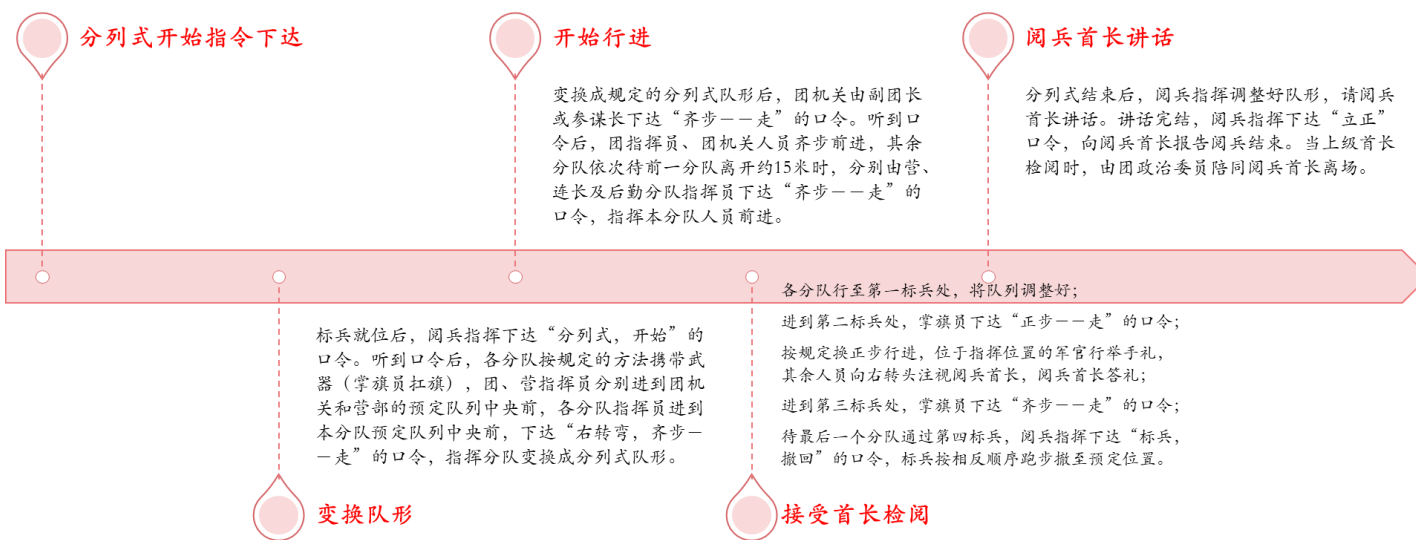 分列式开始指令下达
开始行进
变换成规定的分列式队形后，团机关由副团长
或参谋长下达“齐步－－走”的口令。听到口
令后，团指挥员、团机关人员齐步前进，其余
分队依次待前一分队离开约15米时，分别由营、
连长及后勤分队指挥员下达“齐步－－走”的
口令，指挥本分队人员前进。
阅兵首长讲话
分列式结束后，阅兵指挥调整好队形，请阅兵
首长讲话。讲话完结，阅兵指挥下达“立正”
口令，向阅兵首长报告阅兵结束。当上级首长
检阅时，由团政治委员陪同阅兵首长离场。
标兵就位后，阅兵指挥下达“分列式，开始”的
口令。听到口令后，各分队按规定的方法携带武
器（掌旗员扛旗），团、营指挥员分别进到团机
关和营部的预定队列中央前，各分队指挥员进到
本分队预定队列中央前，下达“右转弯，齐步－
－走”的口令，指挥分队变换成分列式队形。
变换队形
各分队行至第一标兵处，将队列调整好；
进到第二标兵处，掌旗员下达“正步－－走”的口令；
按规定换正步行进，位于指挥位置的军官行举手礼，
其余人员向右转头注视阅兵首长，阅兵首长答礼；
进到第三标兵处，掌旗员下达“齐步－－走”的口令；
待最后一个分队通过第四标兵，阅兵指挥下达“标兵，
撤回”的口令，标兵按相反顺序跑步撤至预定位置。
接受首长检阅